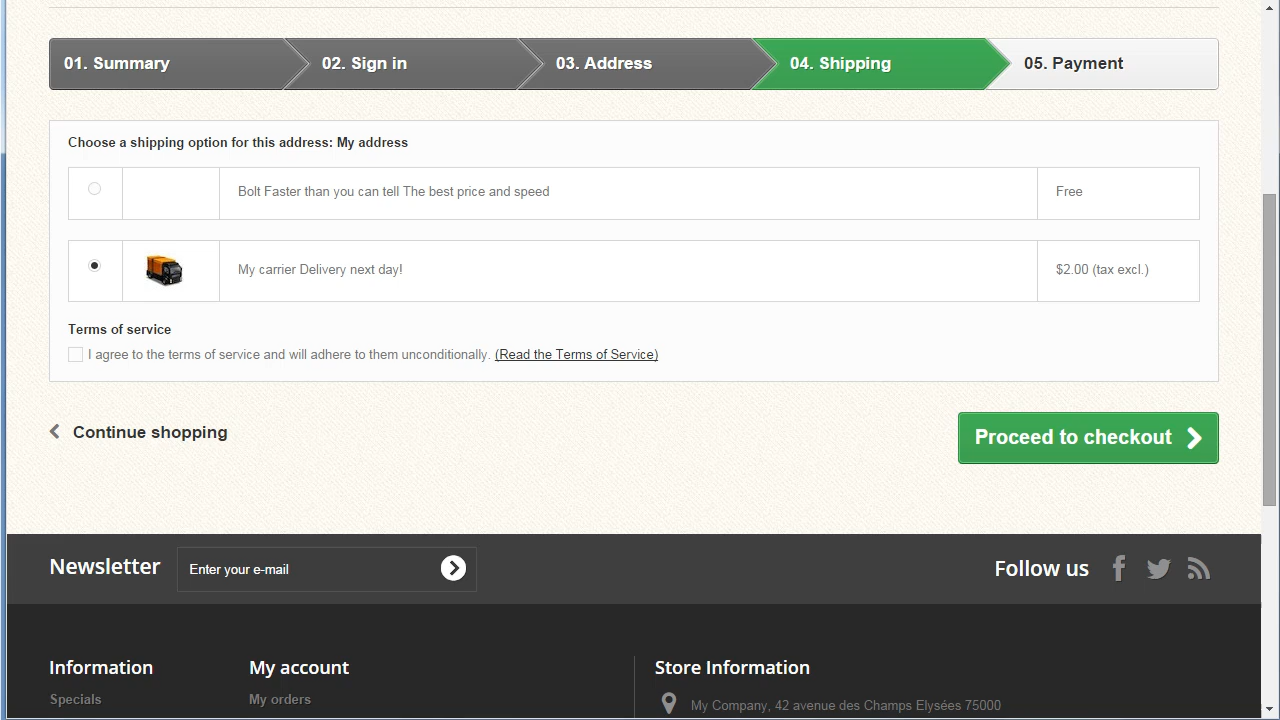 01. Summary
02. Sign in
03. Address
04. Shipping
05. Payment
Choose a shipping option for this address: My address
Bolt Faster than you can tell The best price and speed
Free
My carrier Delivery next day!
$2.00 (tax excl.)
Terms of service
I agree to the terms of service and will adhere to them unconditionally. (Read the Terms of Service)
Continue shopping
Proceed to checkout
Newsletter
Enter your e-mail
Follow us
Information
My account
Store Information
Specials
My orders
My Company, 42 avenue des Champs Elysées 75000